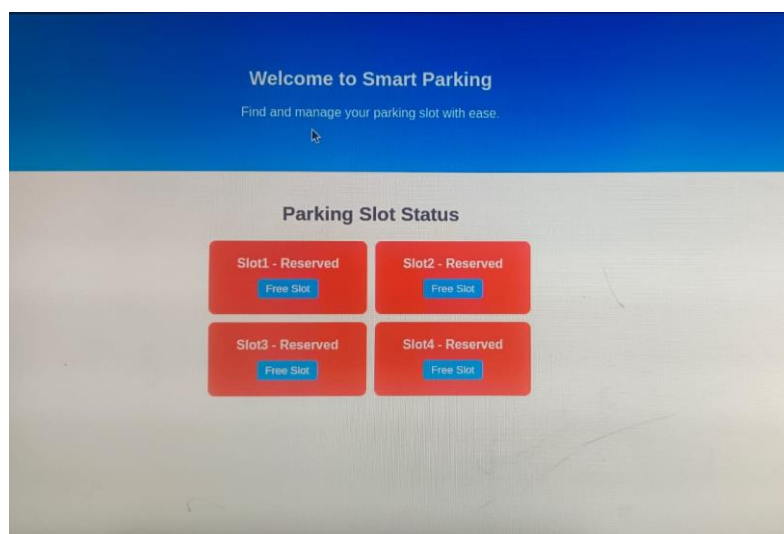 Welcome to Smart Parking
Find and manage your parking slot with ease.
Parking Slot Status
Slot1 - Reserved
Free Slot
Slot2 - Reserved
Free Slot
Slot3 - Reserved
Free Slot
Slot4 - Reserved
Free Slot